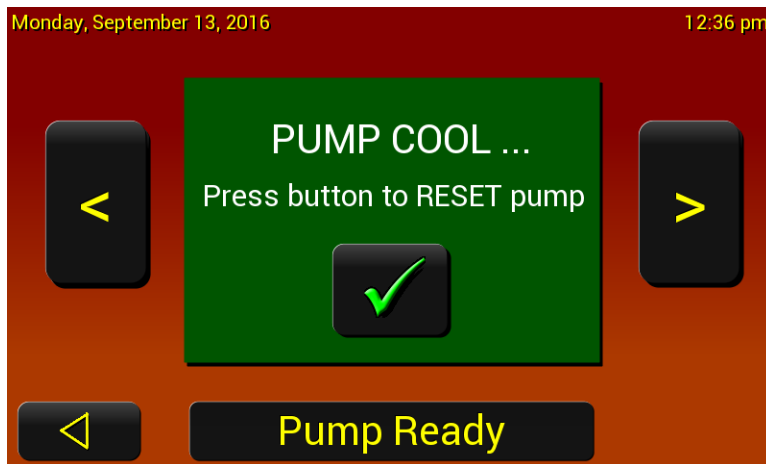 Monday, September 13, 2016
12:36 pm
PUMP COOL ...
Press button to RESET pump
<
>
Pump Ready